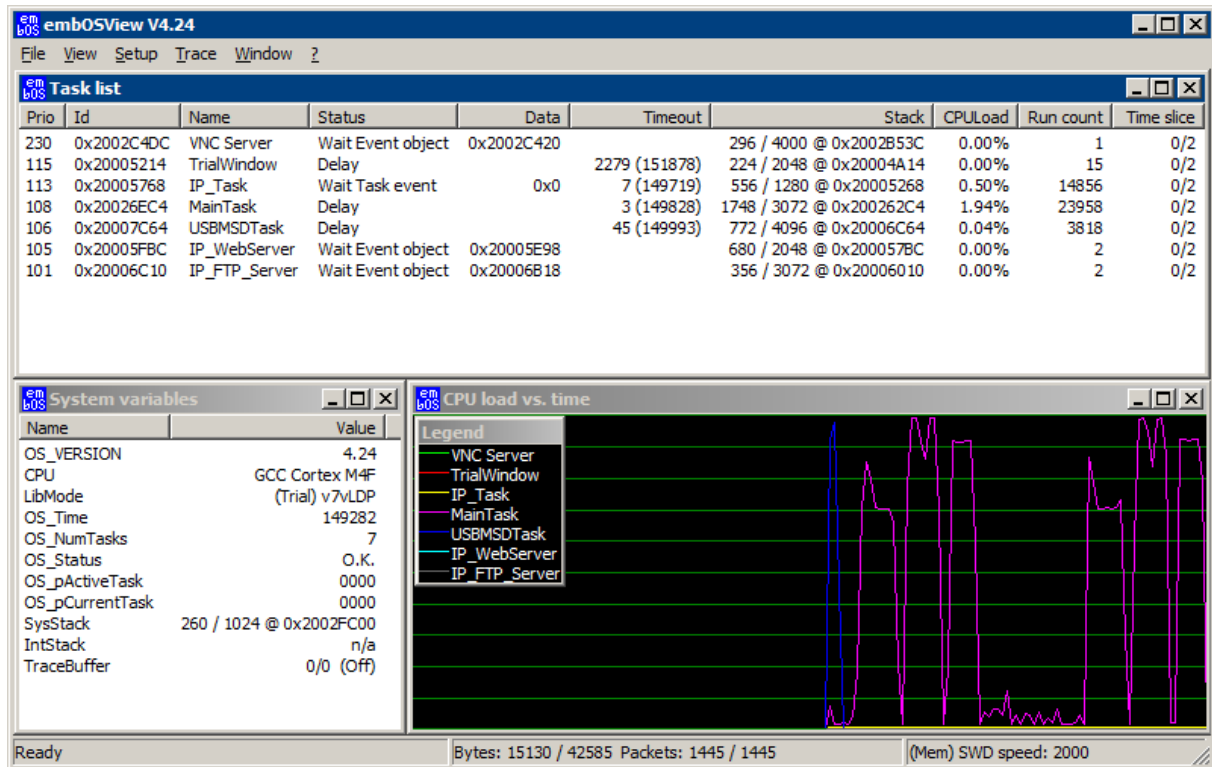 em bOS embOSView V4.24
File View Setup Trace Window ?
em bOS Task list
Prio Id Name Status Data Timeout Stack CPULoad Run count Time slice
230 0x2002C4DC VNC Server Wait Event object 0x2002C420 296 / 4000 @ 0x2002B53C 0.00% 1 0/2
115 0x20005214 TrialWindow Delay 2279 (151878) 224 / 2048 @ 0x20004A14 0.00% 15 0/2
113 0x20005768 IP_Task Wait Task event 0x0 7 (149719) 556 / 1280 @ 0x20005268 0.50% 14856 0/2
108 0x20026EC4 MainTask Delay 3 (149828) 1748 / 3072 @ 0x200262C4 1.94% 23958 0/2
106 0x20007C64 USBMSDTask Delay 45 (149993) 772 / 4096 @ 0x20006C64 0.04% 3818 0/2
105 0x20005FBC IP_WebServer Wait Event object 0x20005E98 680 / 2048 @ 0x200057BC 0.00% 2 0/2
101 0x20006C10 IP_FTP_Server Wait Event object 0x20006B18 356 / 3072 @ 0x20006010 0.00% 2 0/2
em bOS System variables
Name Value
OS_VERSION 4.24
CPU GCC Cortex M4F
LibMode (Trial) v7vLDP
OS_Time 149282
OS_NumTasks 7
OS_Status O.K.
OS_pActiveTask 0000
OS_pCurrentTask 0000
SysStack 260 / 1024 @ 0x2002FC00
IntStack n/a
TraceBuffer 0/0 (Off)
em bOS CPU load vs. time
Legend
VNC Server
TrialWindow
IP_Task
MainTask
USBMSDTask
IP_WebServer
IP_FTP_Server
Ready Bytes: 15130 / 42585 Packets: 1445 / 1445 (Mem) SWD speed: 2000